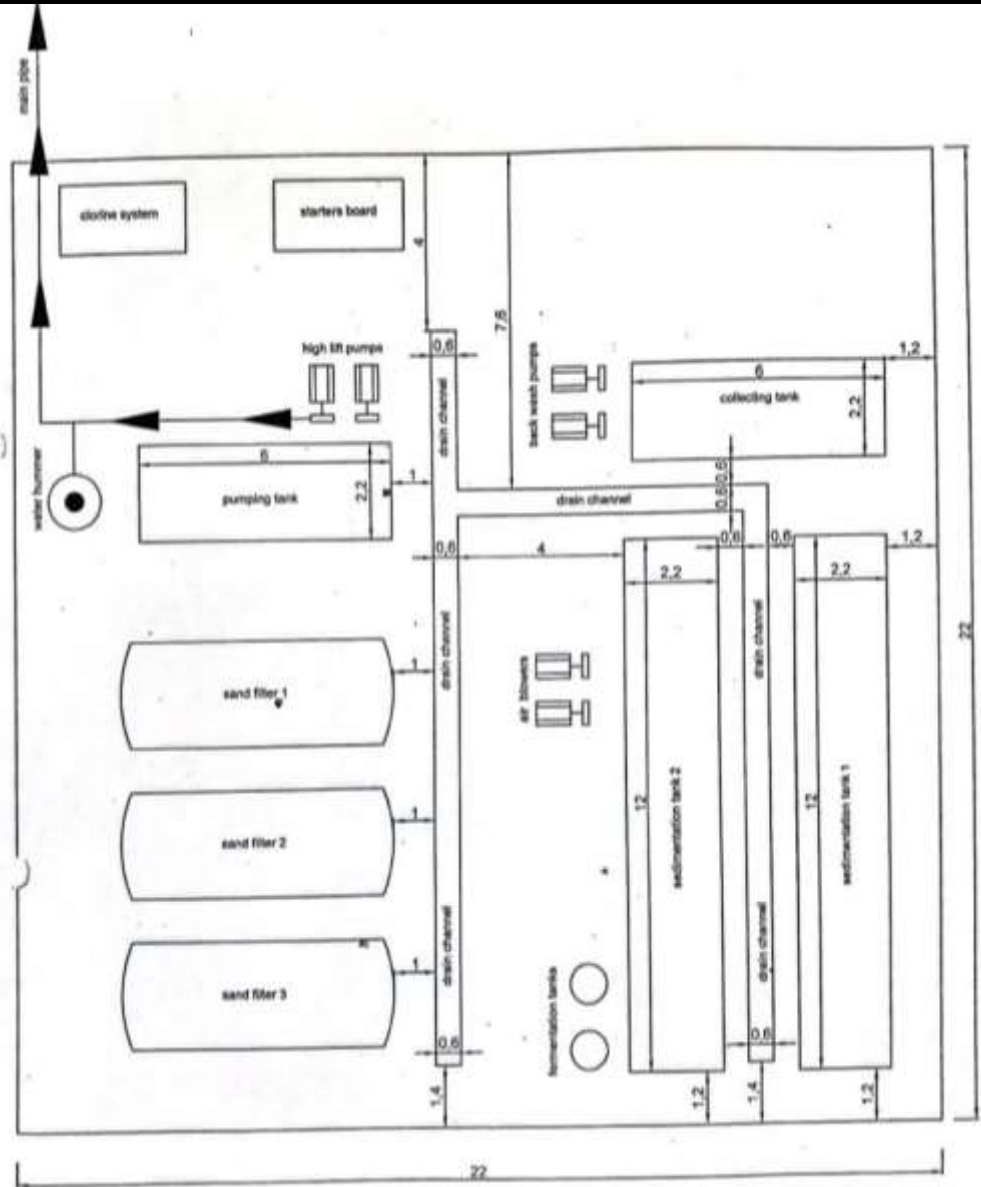 main pipe
clorine system
starters board
4
7,6
high lift pumps
0,6
drain channel
back wash pumps
6
1,2
collecting tank
2,2
water hummer
pumping tank
2,2
1
drain channel
0,6
0,6
0,6
4
0,6
0,6
1,2
2,2
2,2
sand filter 1
1
drain channel
air blowers
drain channel
22
12
sedimentation tank 2
12
sedimentation tank 1
sand filter 2
1
drain channel
drain channel
sand filter 3
1
fermentation tanks
0,6
0,6
1,4
1,2
1,4
1,2
22